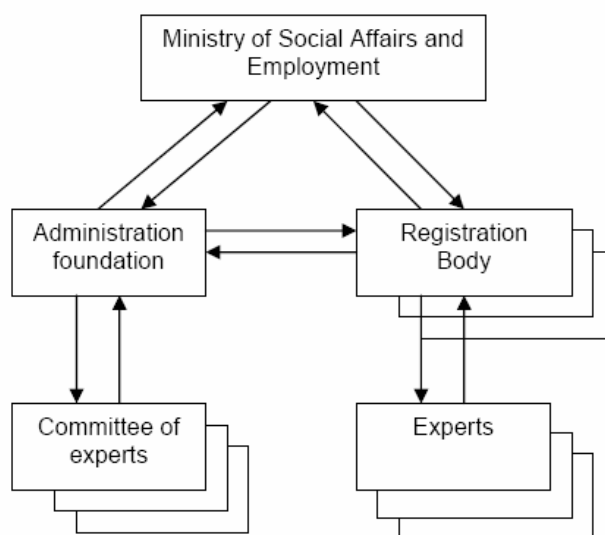 Ministry of Social Affairs and
Employment
Administration
foundation
Registration
Body
Committee of
experts
Experts